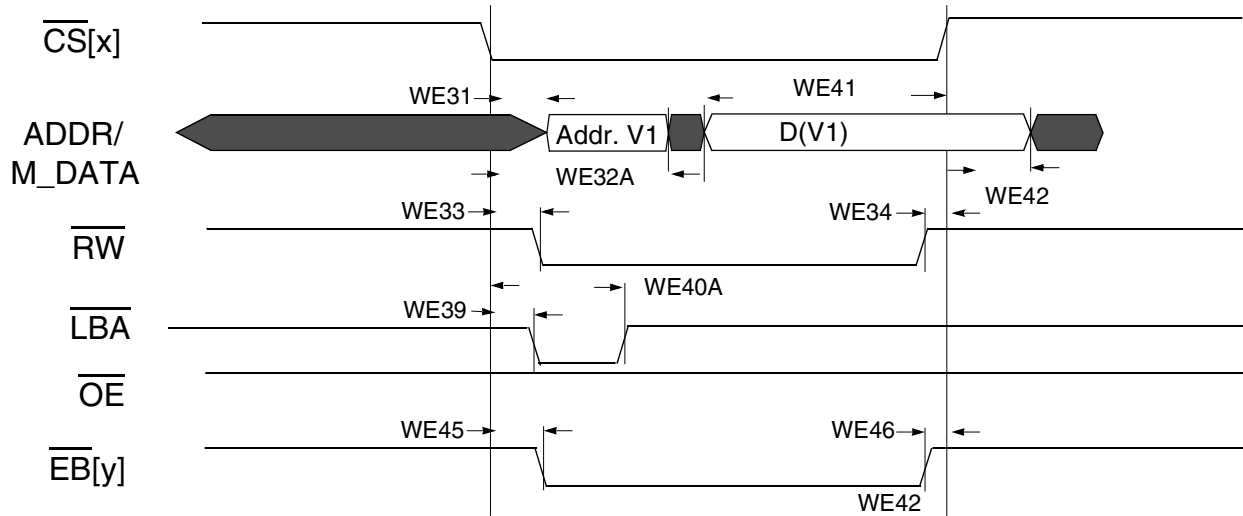 CS[x]
WE31
WE41
ADDR/
M_DATA
Addr. V1
D(V1)
WE32A
WE42
WE33
WE34
RW
WE40A
WE39
LBA
OE
WE45
WE46
EB[y]
WE42